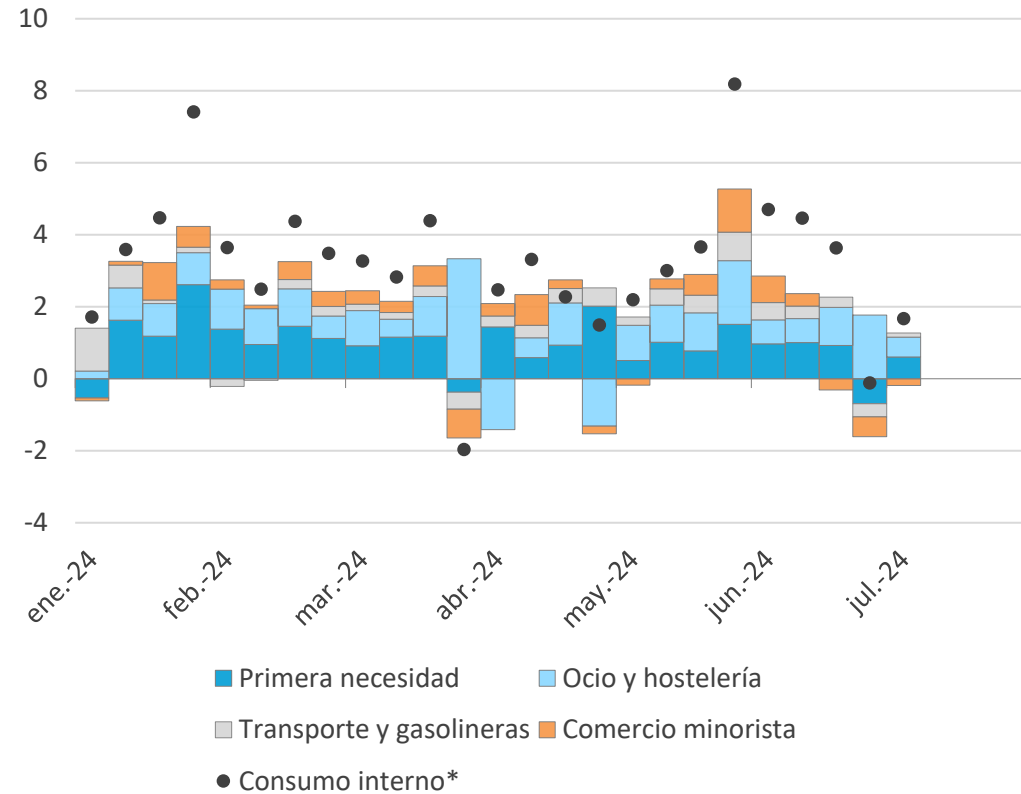 10
8
6
4
2
0
-2
-4
ene.-24
feb.-24
mar.-24
abr.-24
may.-24
jun.-24
jul.-24
Primera necesidad
Ocio y hostelería
Transporte y gasolineras
Comercio minorista
Consumo interno*